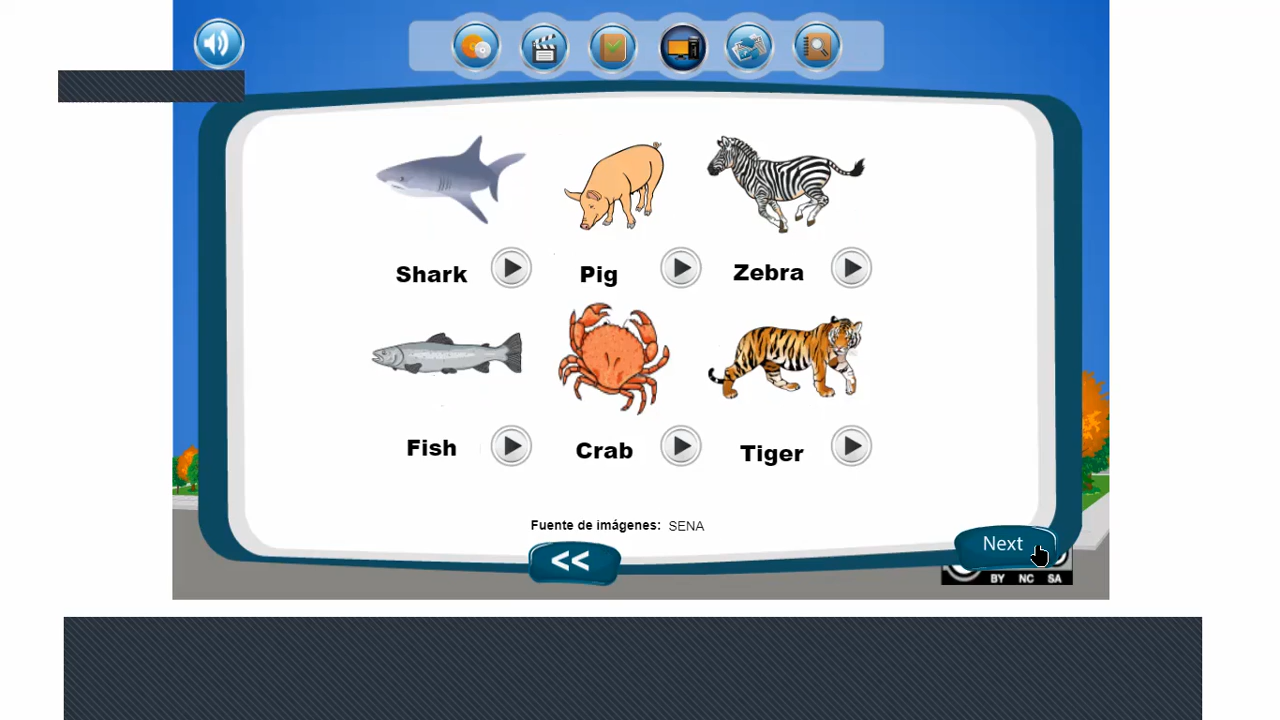 Shark
Pig
Zebra
Fish
Crab
Tiger
Fuente de imágenes: SENA
<<
Next
BY NC SA